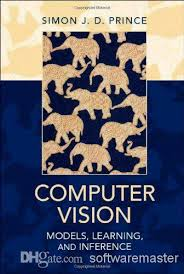 SIMON J. D. PRINCE
COMPUTER
VISION
MODELS, LEARNING,
AND INFERENCE
DHgate.com softwaremaster